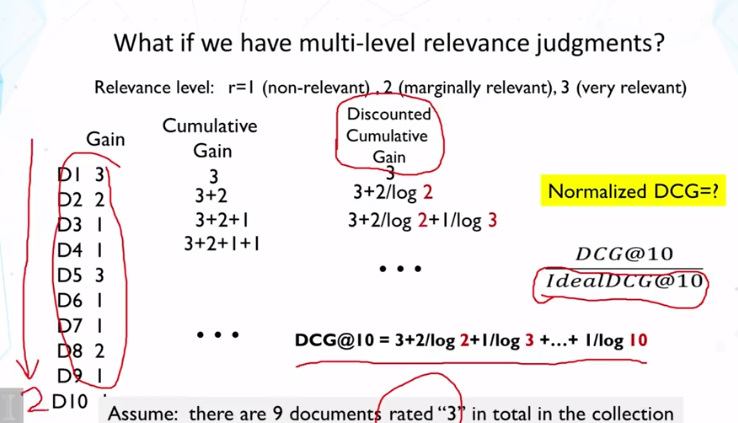 What if we have multi-level relevance judgments?
Relevance level: r=1 (non-relevant) , 2 (marginally relevant), 3 (very relevant)
Gain
Cumulative
Gain
Discounted
Cumulative
Gain
D1 3 3 3
D2 2 3+2 3+2/log 2
D3 1 3+2+1 3+2/log 2+1/log 3
D4 1 3+2+1+1
D5 3 • • •
D6 1
D7 1 • • •
D8 2
D9 1
2 D10
Normalized DCG=?
DCG@10
IdealDCG@10
DCG@10 = 3+2/log 2+1/log 3 +...+ 1/log 10
Assume: there are 9 documents rated "3" in total in the collection